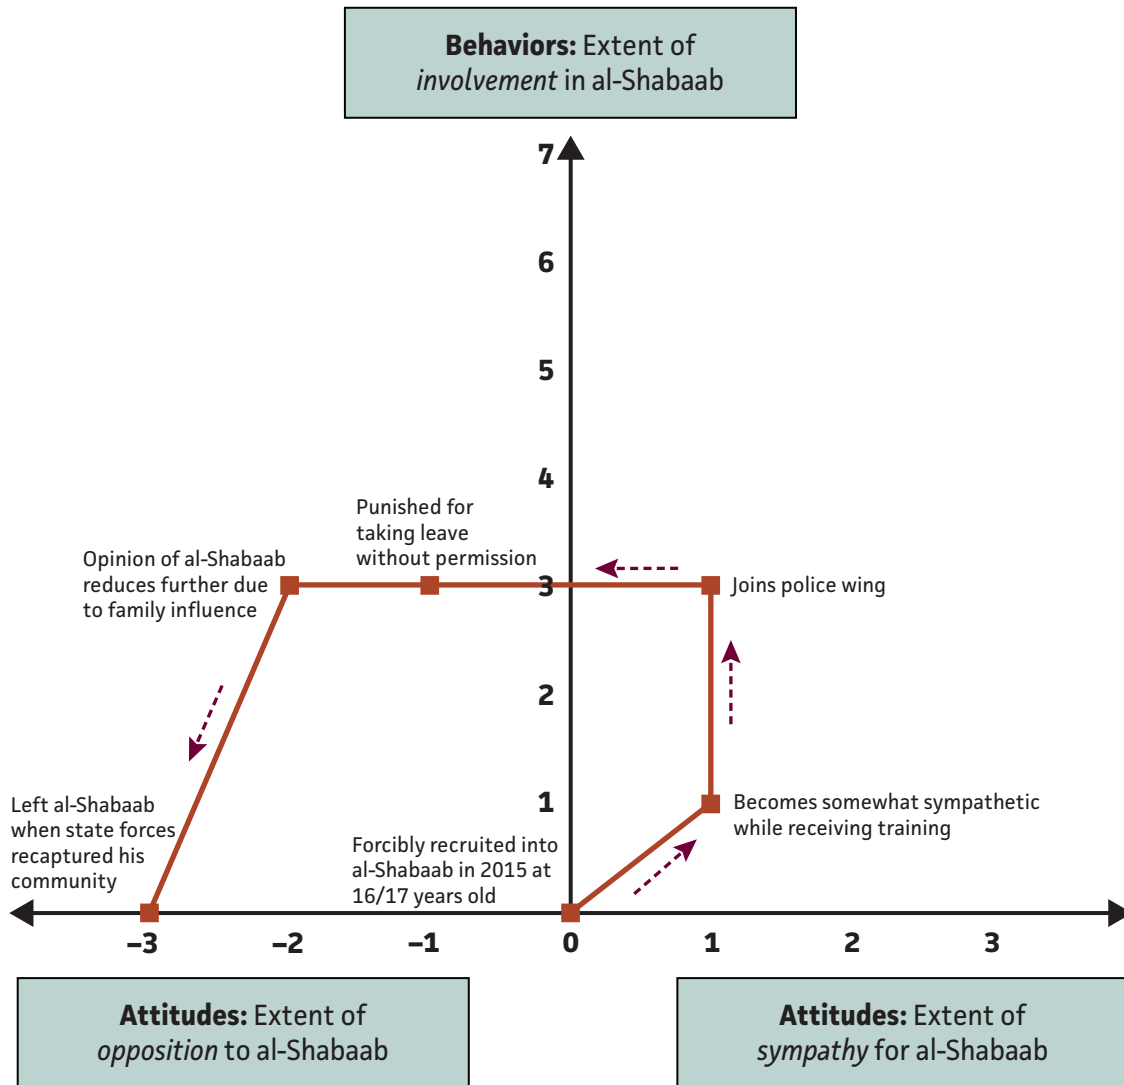 Behaviors: Extent of
involvement in al-Shabaab
7
6
5
4
3
2
1
Punished for
taking leave
without permission
Opinion of al-Shabaab
reduces further due
to family influence
Joins police wing
Left al-Shabaab
when state forces
recaptured his
community
Forcibly recruited into
al-Shabaab in 2015 at
16/17 years old
Becomes somewhat sympathetic
while receiving training
–3 –2 –1 0 1 2 3
Attitudes: Extent of
opposition to al-Shabaab
Attitudes: Extent of
sympathy for al-Shabaab